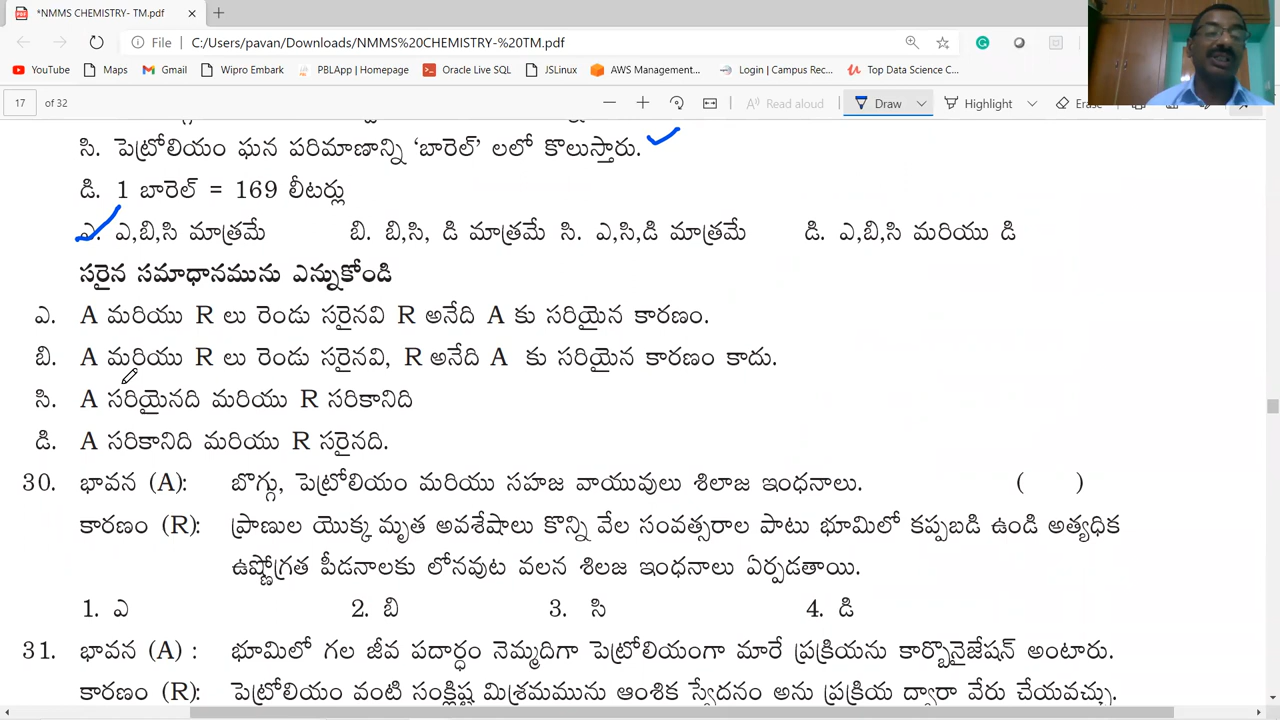 *NMMS CHEMISTRY- TM.pdf
File C:/Users/pavan/Downloads/NMMS%20CHEMISTRY-%20TM.pdf
YouTube Maps Gmail Wipro Embark PBLApp | Homepage Oracle Live SQL JSLinux AWS Management... Login | Campus Rec... Top Data Science C...
17 of 32 Read aloud Draw Highlight Erase
సి. పెట్రోలియం ఘన పరిమాణాన్ని ‘బారెల్’ లలో కొలుస్తారు.
డి. 1 బారెల్ = 169 లీటర్లు
ఎ. ఎ,బి,సి మాత్రమే బి. బి,సి, డి మాత్రమే సి. ఎ,సి,డి మాత్రమే డి. ఎ,బి,సి మరియు డి
సరైన సమాధానమును ఎన్నుకోండి
ఎ. A మరియు R లు రెండు సరైనవి R అనేది A కు సరియైన కారణం.
బి. A మరియు R లు రెండు సరైనవి, R అనేది A కు సరియైన కారణం కాదు.
సి. A సరియైనది మరియు R సరికానిది
డి. A సరికానిది మరియు R సరైనది.
30. భావన (A): బొగ్గు, పెట్రోలియం మరియు సహజ వాయువులు శిలాజ ఇంధనాలు. ( )
కారణం (R): ప్రాణుల యొక్క మృత అవశేషాలు కొన్ని వేల సంవత్సరాల పాటు భూమిలో కప్పబడి ఉండి అత్యధిక
ఉష్ణోగ్రత పీడనాలకు లోనవుట వలన శిలజ ఇంధనాలు ఏర్పడతాయి.
1. ఎ 2. బి 3. సి 4. డి
31. భావన (A) : భూమిలో గల జీవ పదార్ధం నెమ్మదిగా పెట్రోలియంగా మారే ప్రక్రియను కార్బొనైజేషన్ అంటారు.
కారణం (R): పెట్రోలియం వంటి సంక్లిష్ట మిశ్రమమును ఆంశిక స్వేదనం అను ప్రక్రియ ద్వారా వేరు చేయవచ్చు.